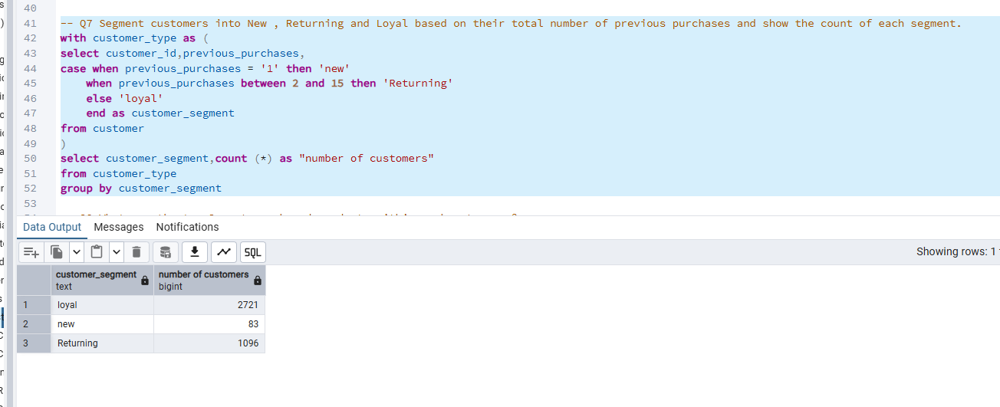 40
41 -- Q7 Segment customers into New , Returning and Loyal based on their total number of previous purchases and show the count of each segment.
42 with customer_type as (
43 select customer_id,previous_purchases,
44 case when previous_purchases = '1' then 'new'
45 when previous_purchases between 2 and 15 then 'Returning'
46 else 'loyal'
47 end as customer_segment
48 from customer
49 )
50 select customer_segment,count (*) as "number of customers"
51 from customer_type
52 group by customer_segment
53
Data Output Messages Notifications
SQL
Showing rows: 1
customer_segment number of customers
text bigint
1 loyal 2721
2 new 83
3 Returning 1096